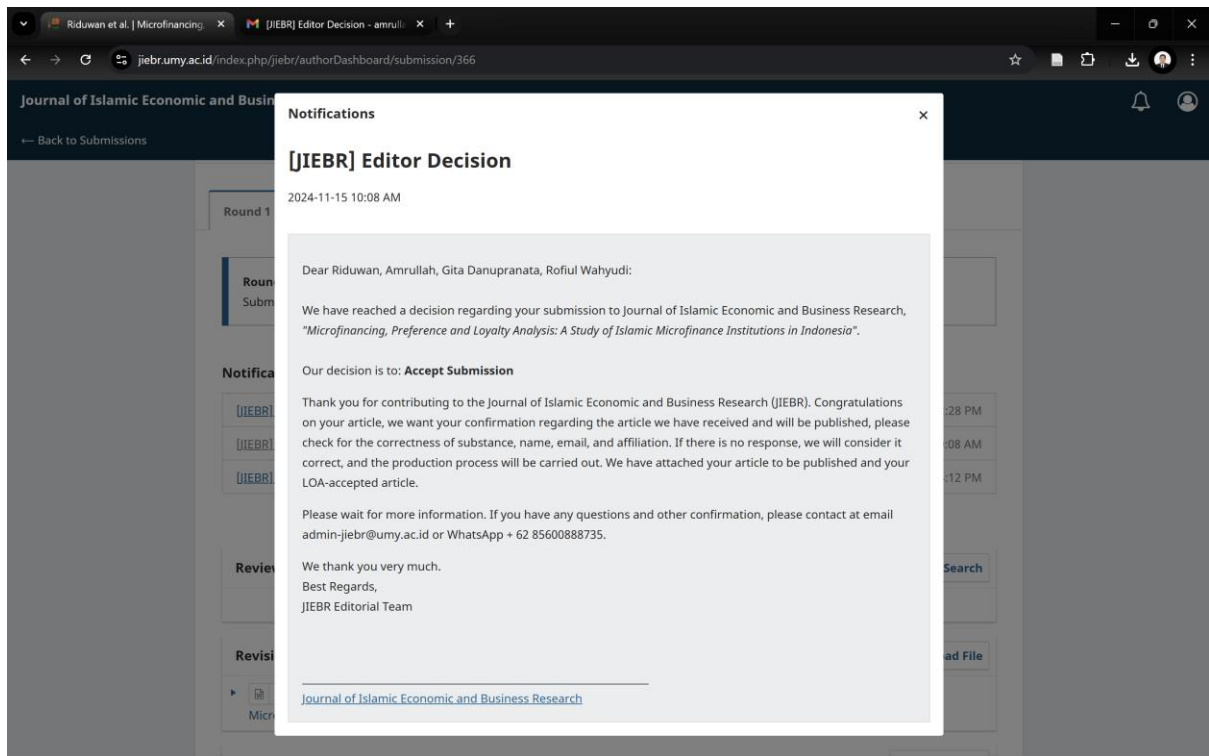 Riduwan et al. | Microfinancing,
[JIEBR] Editor Decision - amrull
jiebr.umy.ac.id/index.php/jiebr/authorDashboard/submission/366
Journal of Islamic Economic and Busin
← Back to Submissions
Notifications
[JIEBR] Editor Decision
2024-11-15 10:08 AM
Round 1
Dear Riduwan, Amrullah, Gita Danupranata, Rofiul Wahyudi:
Roun
Subm
We have reached a decision regarding your submission to Journal of Islamic Economic and Business Research,
"Microfinancing, Preference and Loyalty Analysis: A Study of Islamic Microfinance Institutions in Indonesia".
Notifica
Our decision is to: Accept Submission
[JIEBR]
:28 PM
[JIEBR]
:08 AM
[JIEBR]
:12 PM
Thank you for contributing to the Journal of Islamic Economic and Business Research (JIEBR). Congratulations
on your article, we want your confirmation regarding the article we have received and will be published, please
check for the correctness of substance, name, email, and affiliation. If there is no response, we will consider it
correct, and the production process will be carried out. We have attached your article to be published and your
LOA-accepted article.
Please wait for more information. If you have any questions and other confirmation, please contact at email
admin-jiebr@umy.ac.id or WhatsApp + 62 85600888735.
Review
Search
We thank you very much.
Best Regards,
JIEBR Editorial Team
Revisi
ad File
Micr
Journal of Islamic Economic and Business Research